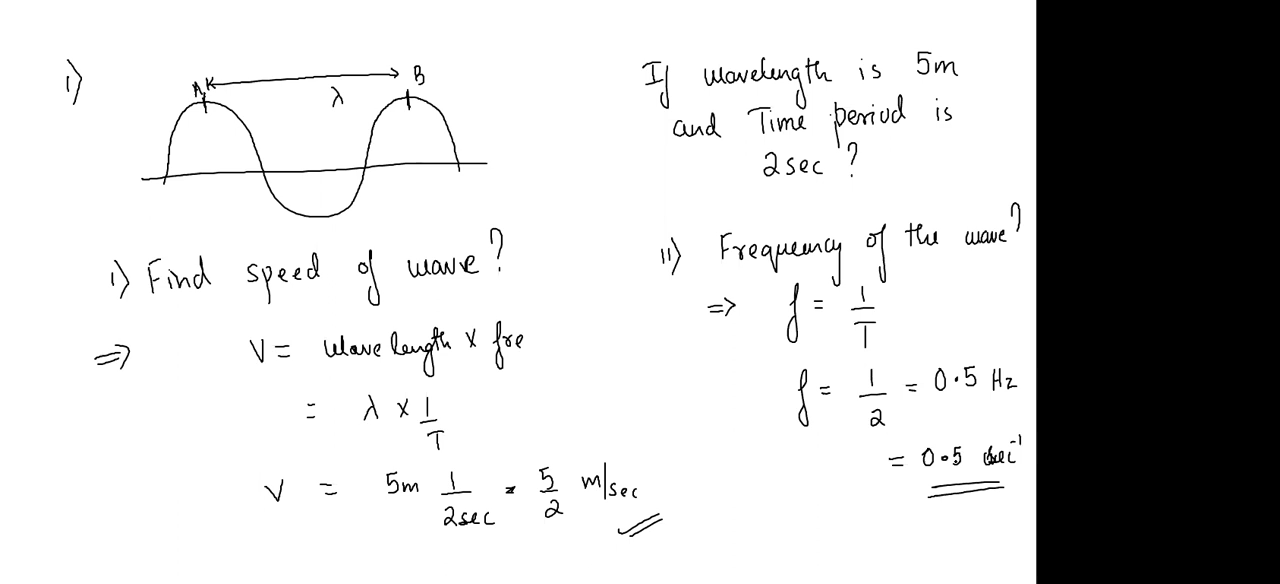 i)
A K B
λ
If wavelength is 5m
and Time period is
2sec ?
i) Find speed of wave?
⇒ V = wave length x fre
= λ x 1/T
V = 5m 1/2sec = 5/2 m/sec
ii) Frequency of the wave?
⇒ f = 1/T
f = 1/2 = 0.5 Hz
= 0.5 sec⁻¹